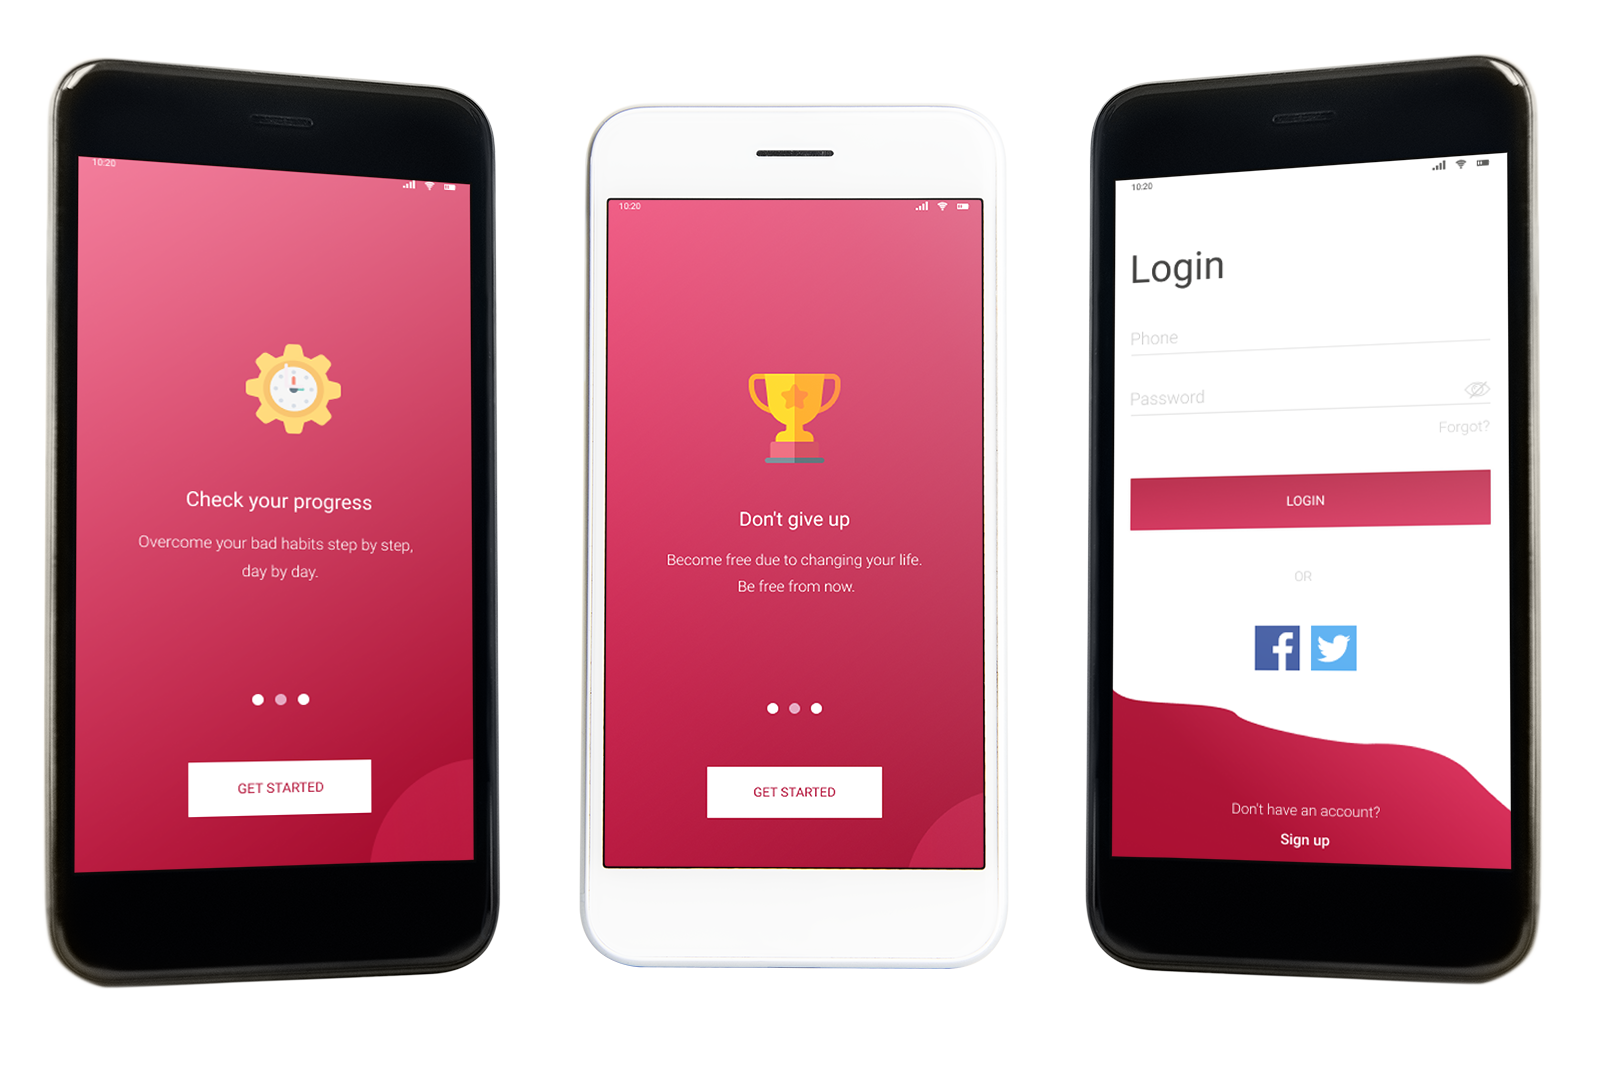 10:20
Check your progress
Overcome your bad habits step by step,
day by day.
GET STARTED
10:20
Don't give up
Become free due to changing your life.
Be free from now.
GET STARTED
10:20
Login
Phone
Password
Forgot?
LOGIN
OR
Don't have an account?
Sign up